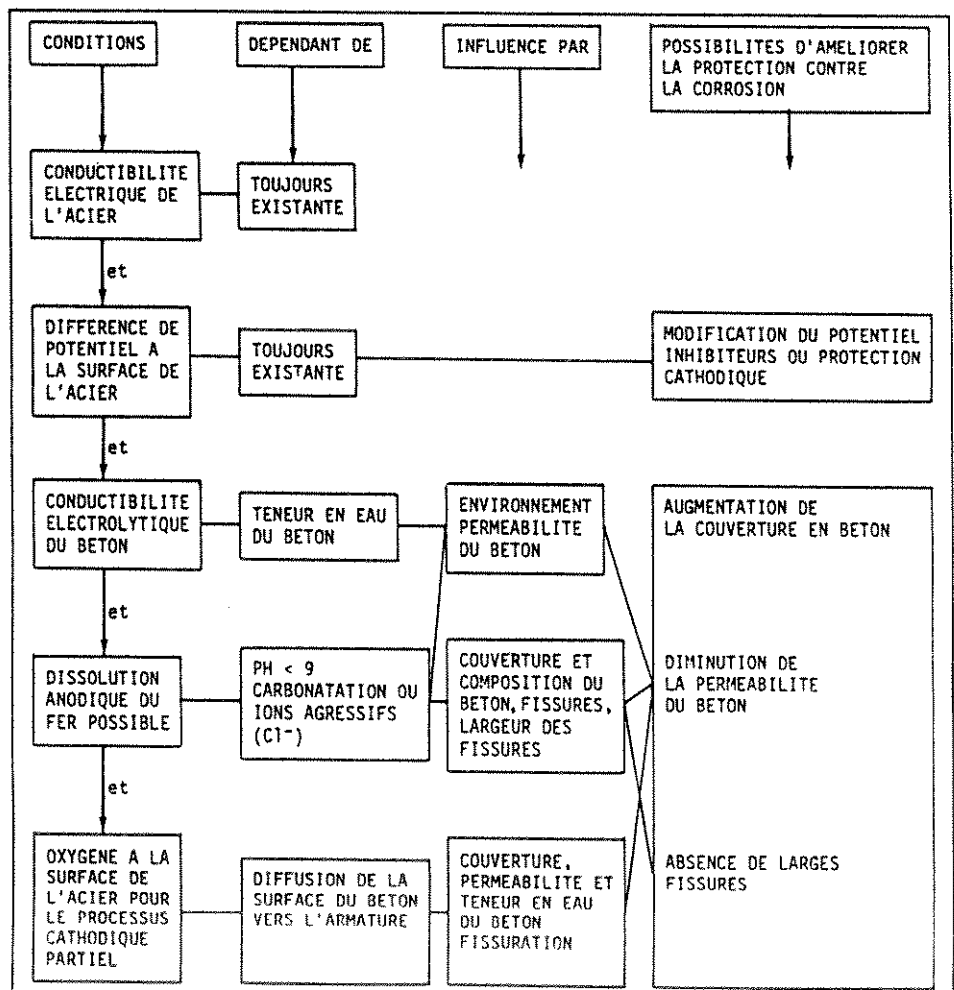 CONDITIONS
DEPENDANT DE
INFLUENCE PAR
POSSIBILITES D'AMELIORER
LA PROTECTION CONTRE
LA CORROSION
CONDUCTIBILITE
ELECTRIQUE DE
L'ACIER
TOUJOURS
EXISTANTE
et
DIFFERENCE DE
POTENTIEL A
LA SURFACE DE
L'ACIER
TOUJOURS
EXISTANTE
MODIFICATION DU POTENTIEL
INHIBITEURS OU PROTECTION
CATHODIQUE
et
CONDUCTIBILITE
ELECTROLYTIQUE
DU BETON
TENEUR EN EAU
DU BETON
ENVIRONNEMENT
PERMEABILITE
DU BETON
AUGMENTATION DE
LA COUVERTURE EN BETON
et
DISSOLUTION
ANODIQUE DU
FER POSSIBLE
PH < 9
CARBONATATION OU
IONS AGRESSIFS
(Cl⁻)
COUVERTURE ET
COMPOSITION DU
BETON, FISSURES,
LARGEUR DES
FISSURES
DIMINUTION DE
LA PERMEABILITE
DU BETON
et
OXYGENE A LA
SURFACE DE
L'ACIER POUR
LE PROCESSUS
CATHODIQUE
PARTIEL
DIFFUSION DE LA
SURFACE DU BETON
VERS L'ARMATURE
COUVERTURE,
PERMEABILITE ET
TENEUR EN EAU
DU BETON
FISSURATION
ABSENCE DE LARGES
FISSURES